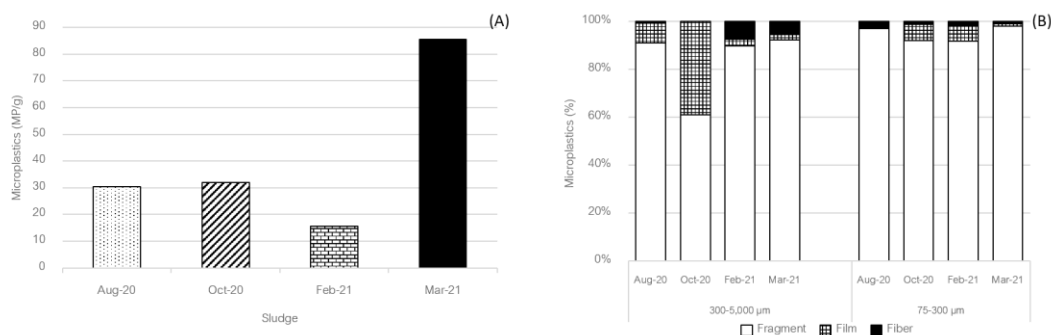 (A)
90
80
70
60
50
40
30
20
10
0
Microplastics (MP/g)
Aug-20 Oct-20 Feb-21 Mar-21
Sludge
(B)
100%
80%
60%
40%
20%
0%
Microplastics (%)
Aug-20 Oct-20 Feb-21 Mar-21 Aug-20 Oct-20 Feb-21 Mar-21
300-5,000 µm 75-300 µm
Fragment Film Fiber